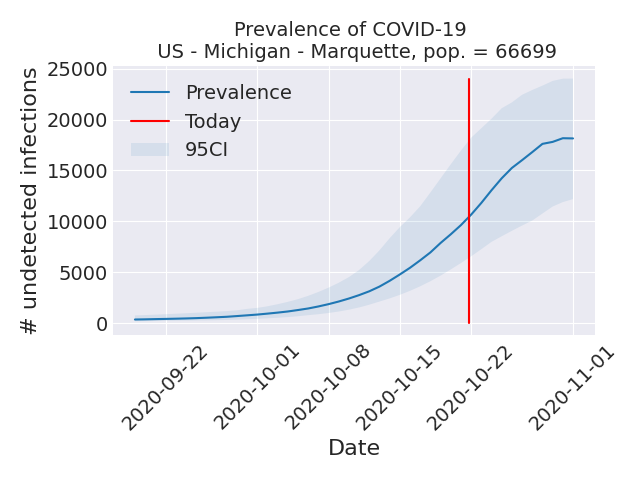 Prevalence of COVID-19
US - Michigan - Marquette, pop. = 66699
# undetected infections
25000
20000
15000
10000
5000
0
Prevalence
Today
95CI
2020-09-22
2020-10-01
2020-10-08
2020-10-15
2020-10-22
2020-11-01
Date